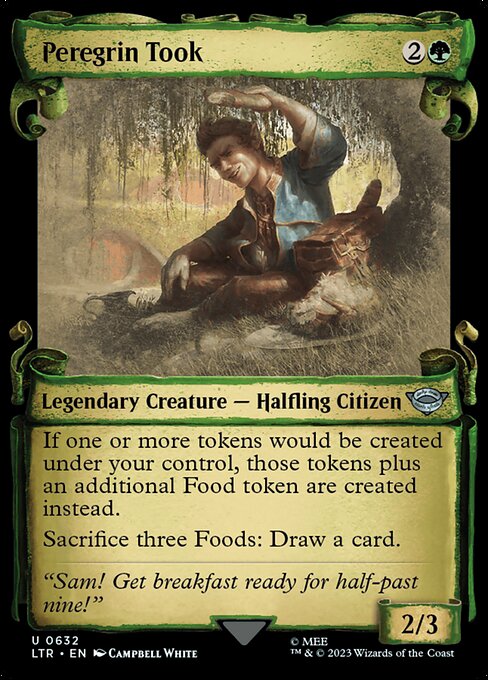 Peregrin Took 2
Legendary Creature — Halfling Citizen
If one or more tokens would be created
under your control, those tokens plus
an additional Food token are created
instead.
Sacrifice three Foods: Draw a card.
“Sam! Get breakfast ready for half-past
nine!”
2/3
U 0632
LTR • EN CAMPBELL WHITE
© MEE
™ & © 2023 Wizards of the Coast